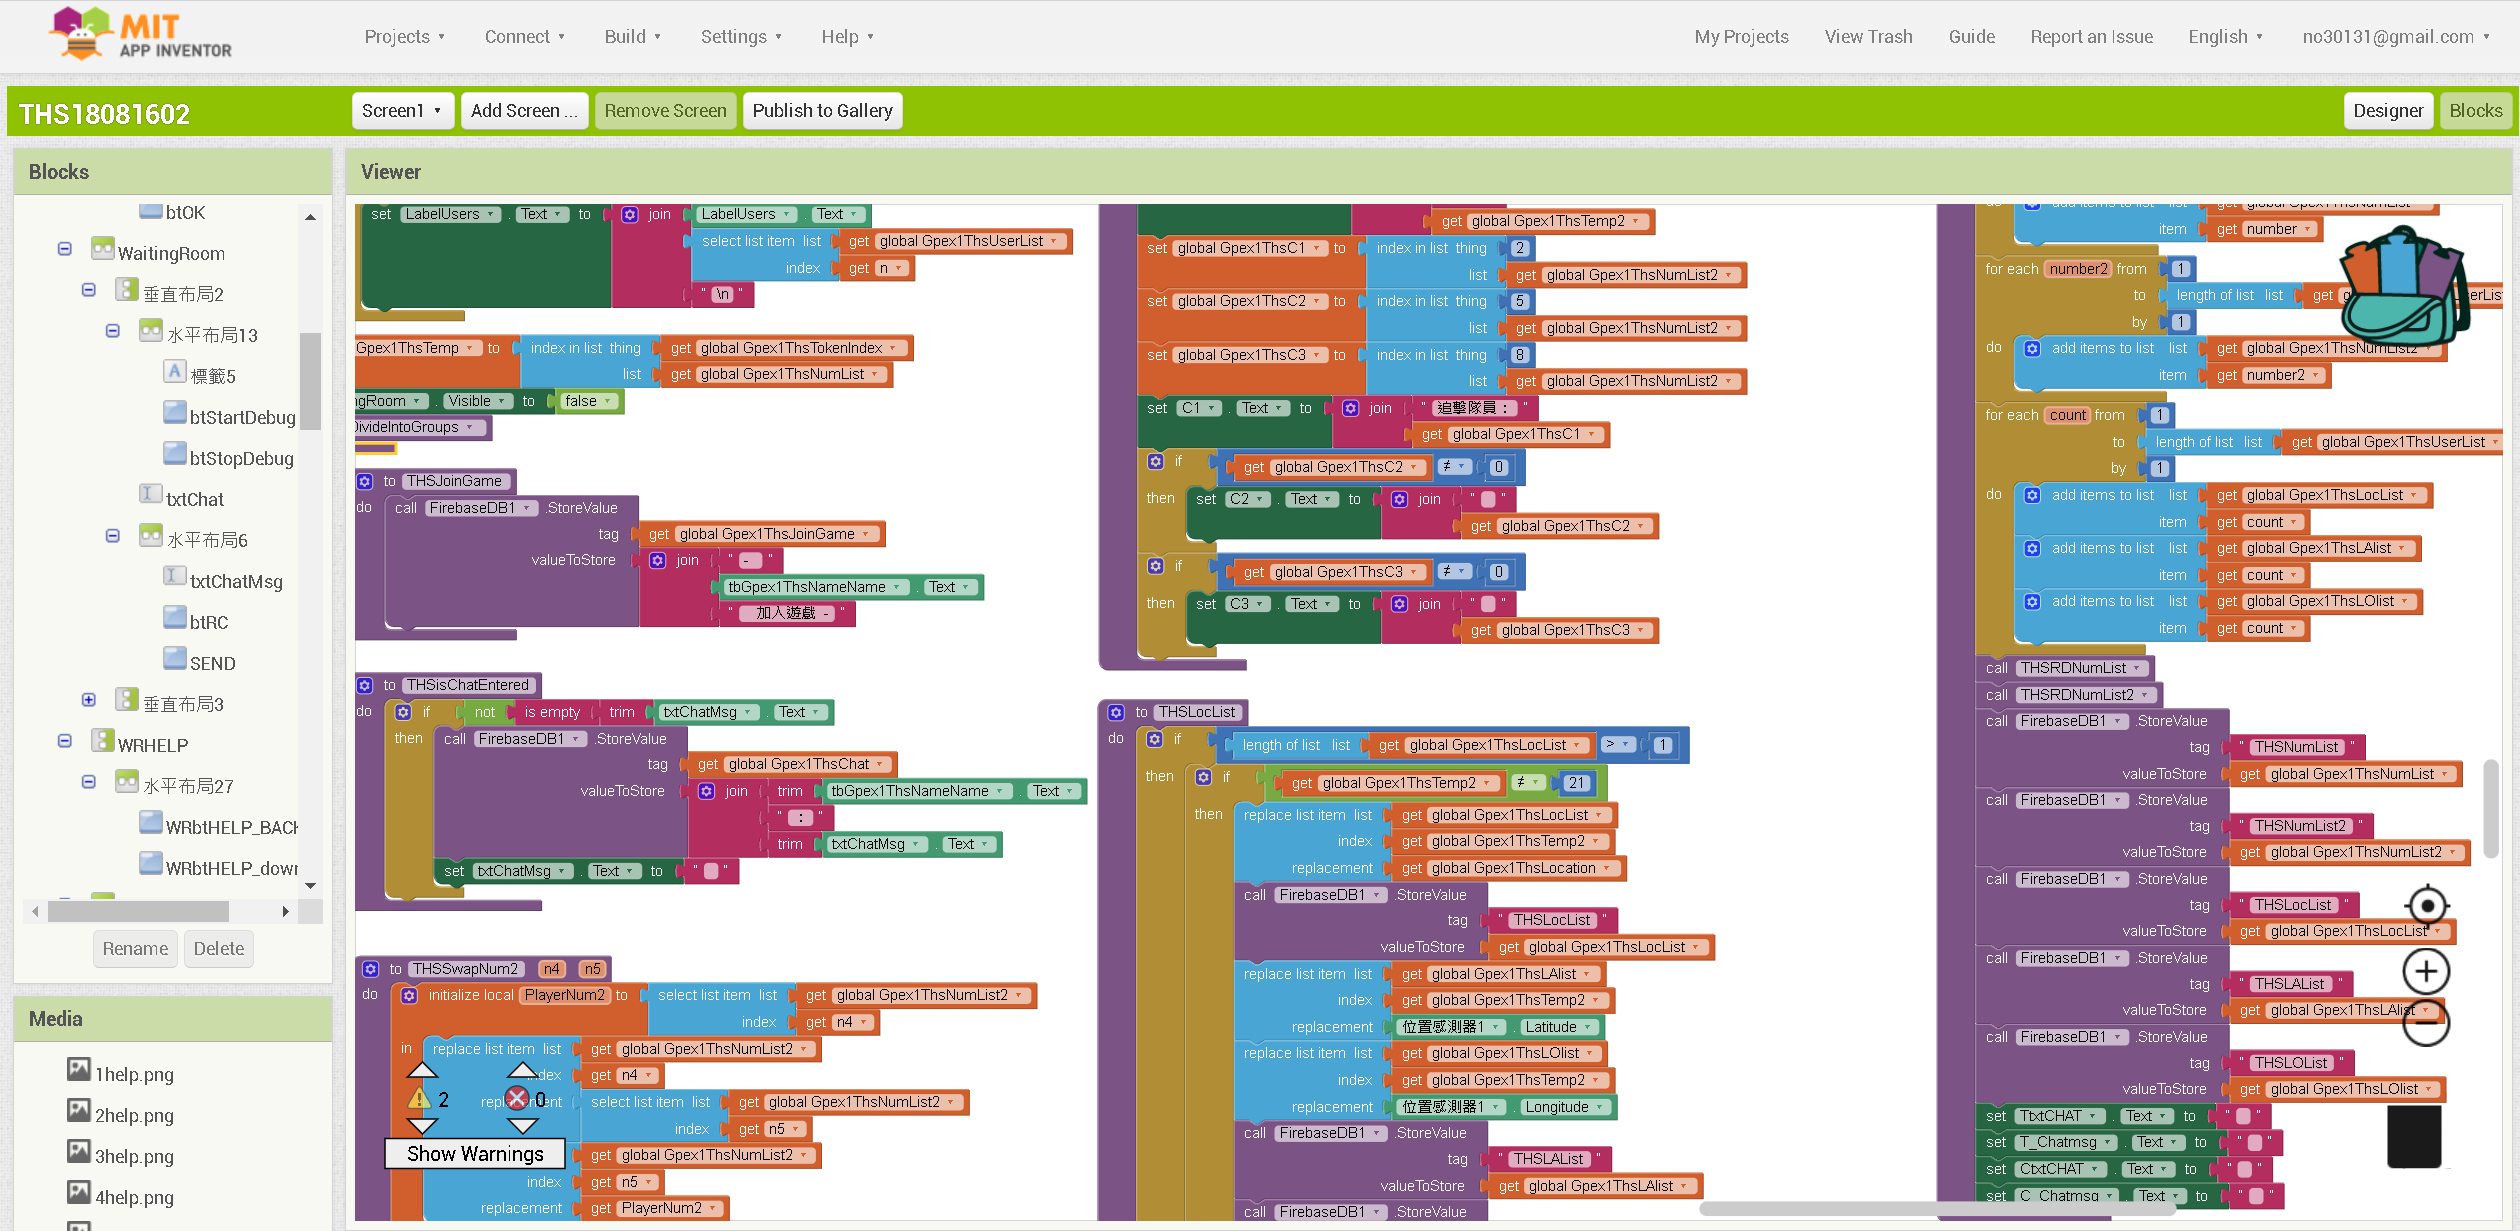 MIT
APP INVENTOR
Projects
Connect
Build
Settings
Help
My Projects
View Trash
Guide
Report an Issue
English
no30131@gmail.com
THS18081602
Screen1
Add Screen ...
Remove Screen
Publish to Gallery
Designer
Blocks
Blocks
btOK
WaitingRoom
垂直布局2
水平布局13
標籤5
btStartDebug
btStopDebug
txtChat
水平布局6
txtChatMsg
btRC
SEND
垂直布局3
WRHELP
水平布局27
WRbtHELP_BACK
WRbtHELP_down
Rename Delete
Media
1help.png
2help.png
3help.png
4help.png
Viewer
set LabelUsers . Text to join LabelUsers . Text
select list item list get global Gpex1ThsUserList
index get n
" \n "
Gpex1ThsTemp to index in list thing get global Gpex1ThsTokenIndex
list get global Gpex1ThsNumList
ngRoom . Visible to false
DivideIntoGroups
to THSJoinGame
do call FirebaseDB1 .StoreValue
tag get global Gpex1ThsJoinGame
valueToStore join " - "
tbGpex1ThsNameName . Text
" 加入遊戲 - "
to THSisChatEntered
do if not is empty trim txtChatMsg . Text
then call FirebaseDB1 .StoreValue
tag get global Gpex1ThsChat
valueToStore join trim tbGpex1ThsNameName . Text
" : "
trim txtChatMsg . Text
set txtChatMsg . Text to " "
to THSSwapNum2 n4 n5
do initialize local PlayerNum2 to select list item list get global Gpex1ThsNumList2
index get n4
in replace list item list get global Gpex1ThsNumList2
index get n4
replacement select list item list get global Gpex1ThsNumList2
index get n5
get global Gpex1ThsNumList2
index get n5
replacement get PlayerNum2
2 0
Show Warnings
get global Gpex1ThsTemp2
set global Gpex1ThsC1 to index in list thing 2
list get global Gpex1ThsNumList2
set global Gpex1ThsC2 to index in list thing 5
list get global Gpex1ThsNumList2
set global Gpex1ThsC3 to index in list thing 8
list get global Gpex1ThsNumList2
set C1 . Text to join " 追擊隊員： "
get global Gpex1ThsC1
if get global Gpex1ThsC2 ≠ 0
then set C2 . Text to join " "
get global Gpex1ThsC2
if get global Gpex1ThsC3 ≠ 0
then set C3 . Text to join " "
get global Gpex1ThsC3
to THSLocList
do if length of list list get global Gpex1ThsLocList > 1
then if get global Gpex1ThsTemp2 ≠ 21
then replace list item list get global Gpex1ThsLocList
index get global Gpex1ThsTemp2
replacement get global Gpex1ThsLocation
call FirebaseDB1 .StoreValue
tag " THSLocList "
valueToStore get global Gpex1ThsLocList
replace list item list get global Gpex1ThsLAlist
index get global Gpex1ThsTemp2
replacement 位置感測器1 . Latitude
replace list item list get global Gpex1ThsLOlist
index get global Gpex1ThsTemp2
replacement 位置感測器1 . Longitude
call FirebaseDB1 .StoreValue
tag " THSLAList "
valueToStore get global Gpex1ThsLAlist
call FirebaseDB1 .StoreValue
do add items to list list get global Gpex1ThsNumList
item get number
for each number2 from 1
to length of list list get
by 1
do add items to list list get global Gpex1ThsNumList2
item get number2
for each count from 1
to length of list list get global Gpex1ThsUserList
by 1
do add items to list list get global Gpex1ThsLocList
item get count
add items to list list get global Gpex1ThsLAlist
item get count
add items to list list get global Gpex1ThsLOlist
item get count
call THSRDNumList
call THSRDNumList2
call FirebaseDB1 .StoreValue
tag " THSNumList "
valueToStore get global Gpex1ThsNumList
call FirebaseDB1 .StoreValue
tag " THSNumList2 "
valueToStore get global Gpex1ThsNumList2
call FirebaseDB1 .StoreValue
tag " THSLocList "
valueToStore get global Gpex1ThsLocList
call FirebaseDB1 .StoreValue
tag " THSLAList "
valueToStore get global Gpex1ThsLAlist
call FirebaseDB1 .StoreValue
tag " THSLOList "
valueToStore get global Gpex1ThsLOlist
set TtxtCHAT . Text to " "
set T_Chatmsg . Text to " "
set CtxtCHAT . Text to " "
set C_Chatmsg . Text to " "